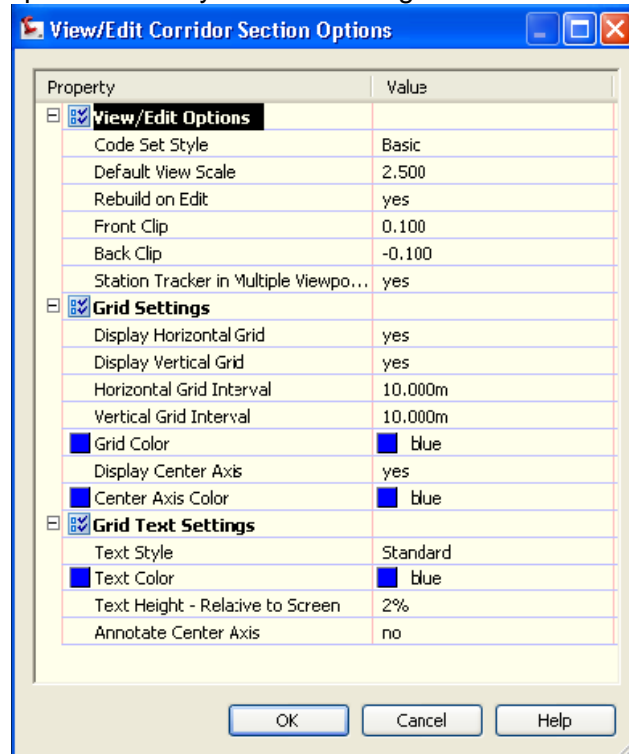 View/Edit Corridor Section Options
Property Value
View/Edit Options
Code Set Style Basic
Default View Scale 2.500
Rebuild on Edit yes
Front Clip 0.100
Back Clip -0.100
Station Tracker in Multiple Viewpo... yes
Grid Settings
Display Horizontal Grid yes
Display Vertical Grid yes
Horizontal Grid Interval 10.000m
Vertical Grid Interval 10.000m
Grid Color blue
Display Center Axis yes
Center Axis Color blue
Grid Text Settings
Text Style Standard
Text Color blue
Text Height - Relative to Screen 2%
Annotate Center Axis no
OK Cancel Help